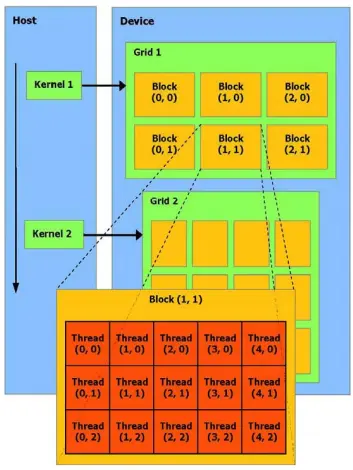 Host
Device
Grid 1
Kernel 1
Block
(0, 0)
Block
(1, 0)
Block
(2, 0)
Block
(0, 1)
Block
(1, 1)
Block
(2, 1)
Grid 2
Kernel 2
Block (1, 1)
Thread
(0, 0)
Thread
(1, 0)
Thread
(2, 0)
Thread
(3, 0)
Thread
(4, 0)
Thread
(0, 1)
Thread
(1, 1)
Thread
(2, 1)
Thread
(3, 1)
Thread
(4, 1)
Thread
(0, 2)
Thread
(1, 2)
Thread
(2, 2)
Thread
(3, 2)
Thread
(4, 2)